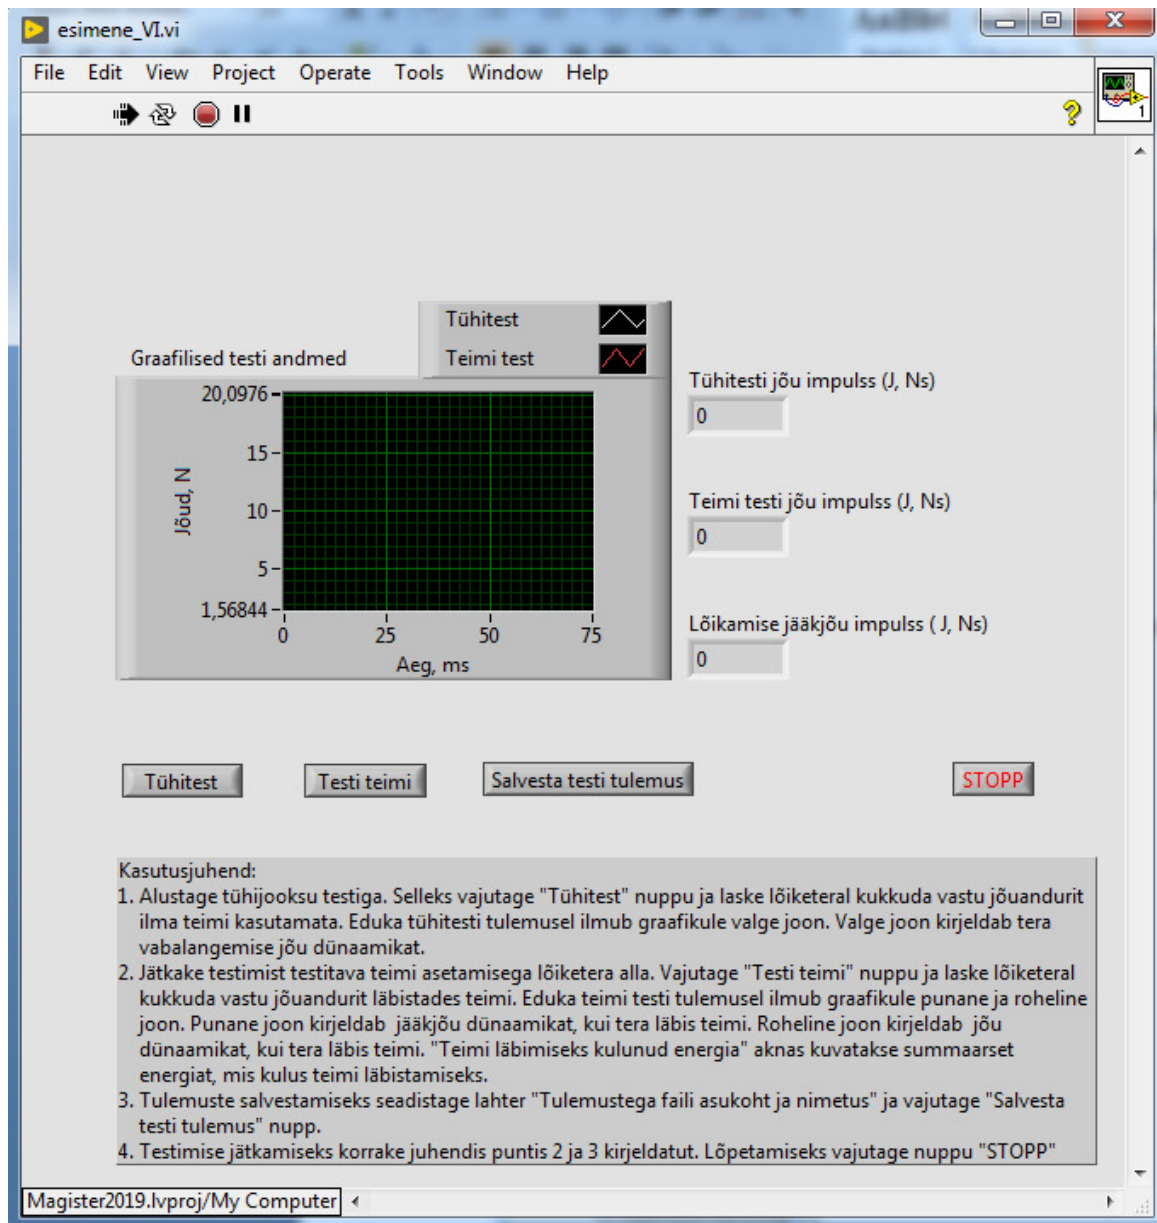 esimene_VI.vi
File Edit View Project Operate Tools Window Help
1
Tühitest
Teimi test
Graafilised testi andmed
20,0976
15
10
5
1,56844
Jõud, N
0 25 50 75
Aeg, ms
Tühitesti jõu impulss (J, Ns)
0
Teimi testi jõu impulss (J, Ns)
0
Lõikamise jääkjõu impulss ( J, Ns)
0
Tühitest
Testi teimi
Salvesta testi tulemus
STOPP
Kasutusjuhend:
1. Alustage tühijooksu testiga. Selleks vajutage "Tühitest" nuppu ja laske lõiketeral kukkuda vastu jõuandurit
ilma teimi kasutamata. Eduka tühitesti tulemusel ilmub graafikule valge joon. Valge joon kirjeldab tera
vabalangemise jõu dünaamikat.
2. Jätkake testimist testitava teimi asetamisega lõiketera alla. Vajutage "Testi teimi" nuppu ja laske lõiketeral
kukkuda vastu jõuandurit läbistades teimi. Eduka teimi testi tulemusel ilmub graafikule punane ja roheline
joon. Punane joon kirjeldab jääkjõu dünaamikat, kui tera läbis teimi. Roheline joon kirjeldab jõu
dünaamikat, kui tera läbis teimi. "Teimi läbimiseks kulunud energia" aknas kuvatakse summaarset
energiat, mis kulus teimi läbistamiseks.
3. Tulemuste salvestamiseks seadistage lahter "Tulemustega faili asukoht ja nimetus" ja vajutage "Salvesta
testi tulemus" nupp.
4. Testimise jätkamiseks korrake juhendis puntis 2 ja 3 kirjeldatut. Lõpetamiseks vajutage nuppu "STOPP"
Magister2019.lvproj/My Computer